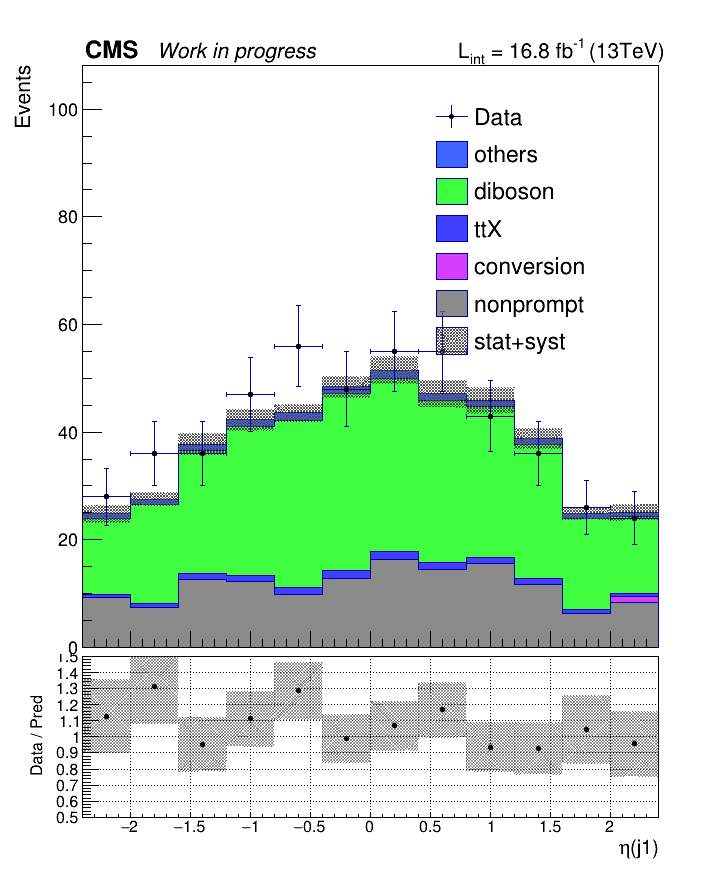 CMS Work in progress L_int = 16.8 fb^-1 (13TeV)
Events
100
80
60
40
20
0
Data
others
diboson
ttX
conversion
nonprompt
stat+syst
Data / Pred
1.5
1.4
1.3
1.2
1.1
1
0.9
0.8
0.7
0.6
0.5
−2 −1.5 −1 −0.5 0 0.5 1 1.5 2
η(j1)